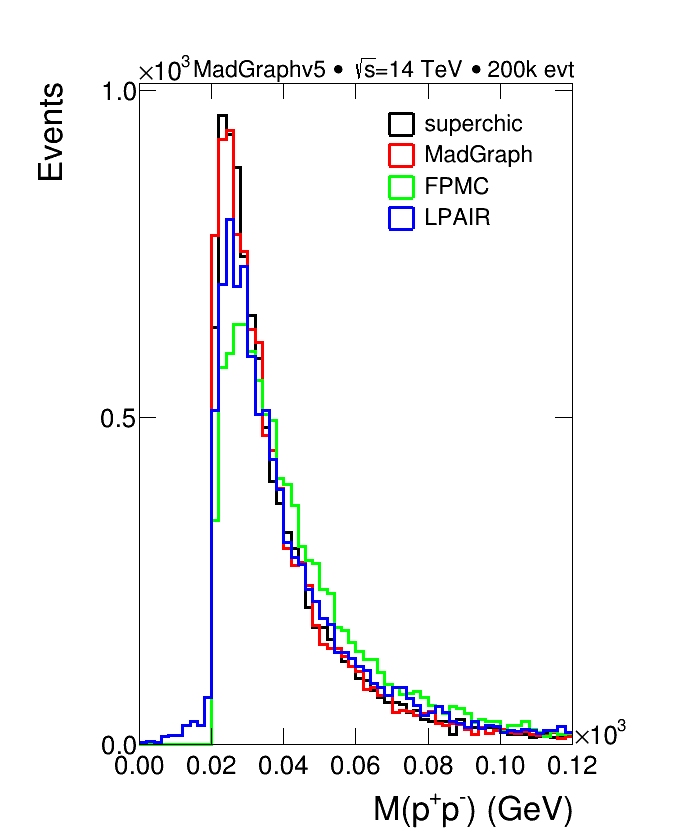 ×10³ MadGraphv5 • √s=14 TeV • 200k evt
Events
1.0
superchic
MadGraph
FPMC
LPAIR
0.5
0.0
×10³
0.00 0.02 0.04 0.06 0.08 0.10 0.12
M(p⁺p⁻) (GeV)